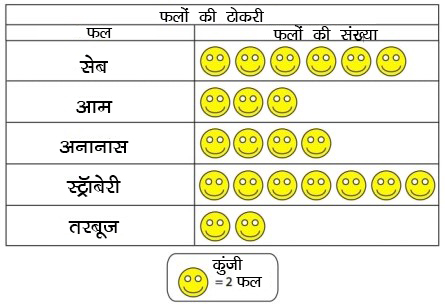 फलों की टोकरी
फल फलों की संख्या
सेब
आम
अनानास
स्ट्रॉबेरी
तरबूज
कुंजी
= 2 फल